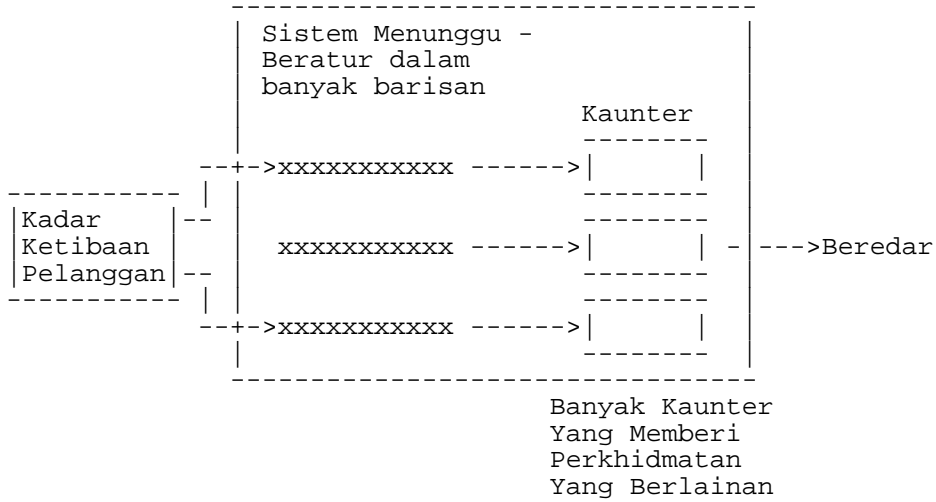 Sistem Menunggu -
Beratur dalam
banyak barisan
Kaunter
xxxxxxxxxxx
Kadar
Ketibaan
Pelanggan
xxxxxxxxxxx
Beredar
xxxxxxxxxxx
Banyak Kaunter
Yang Memberi
Perkhidmatan
Yang Berlainan